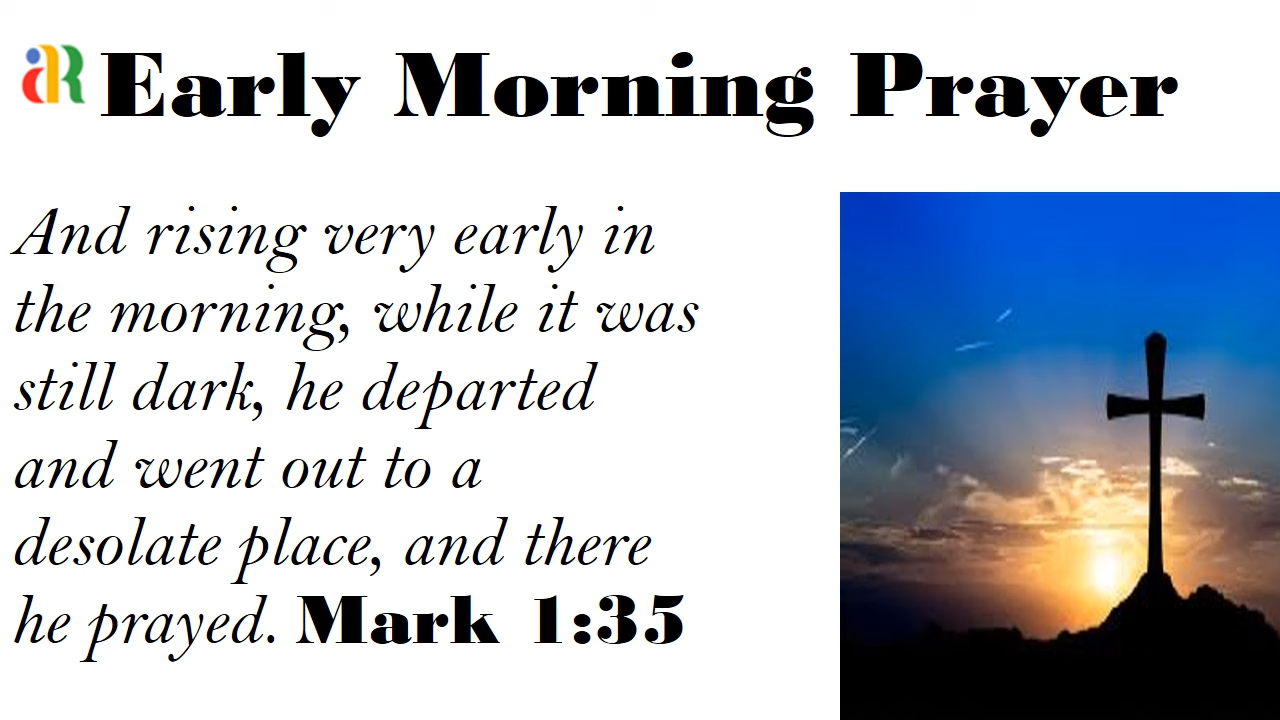 aR Early Morning Prayer
And rising very early in
the morning, while it was
still dark, he departed
and went out to a
desolate place, and there
he prayed. Mark 1:35